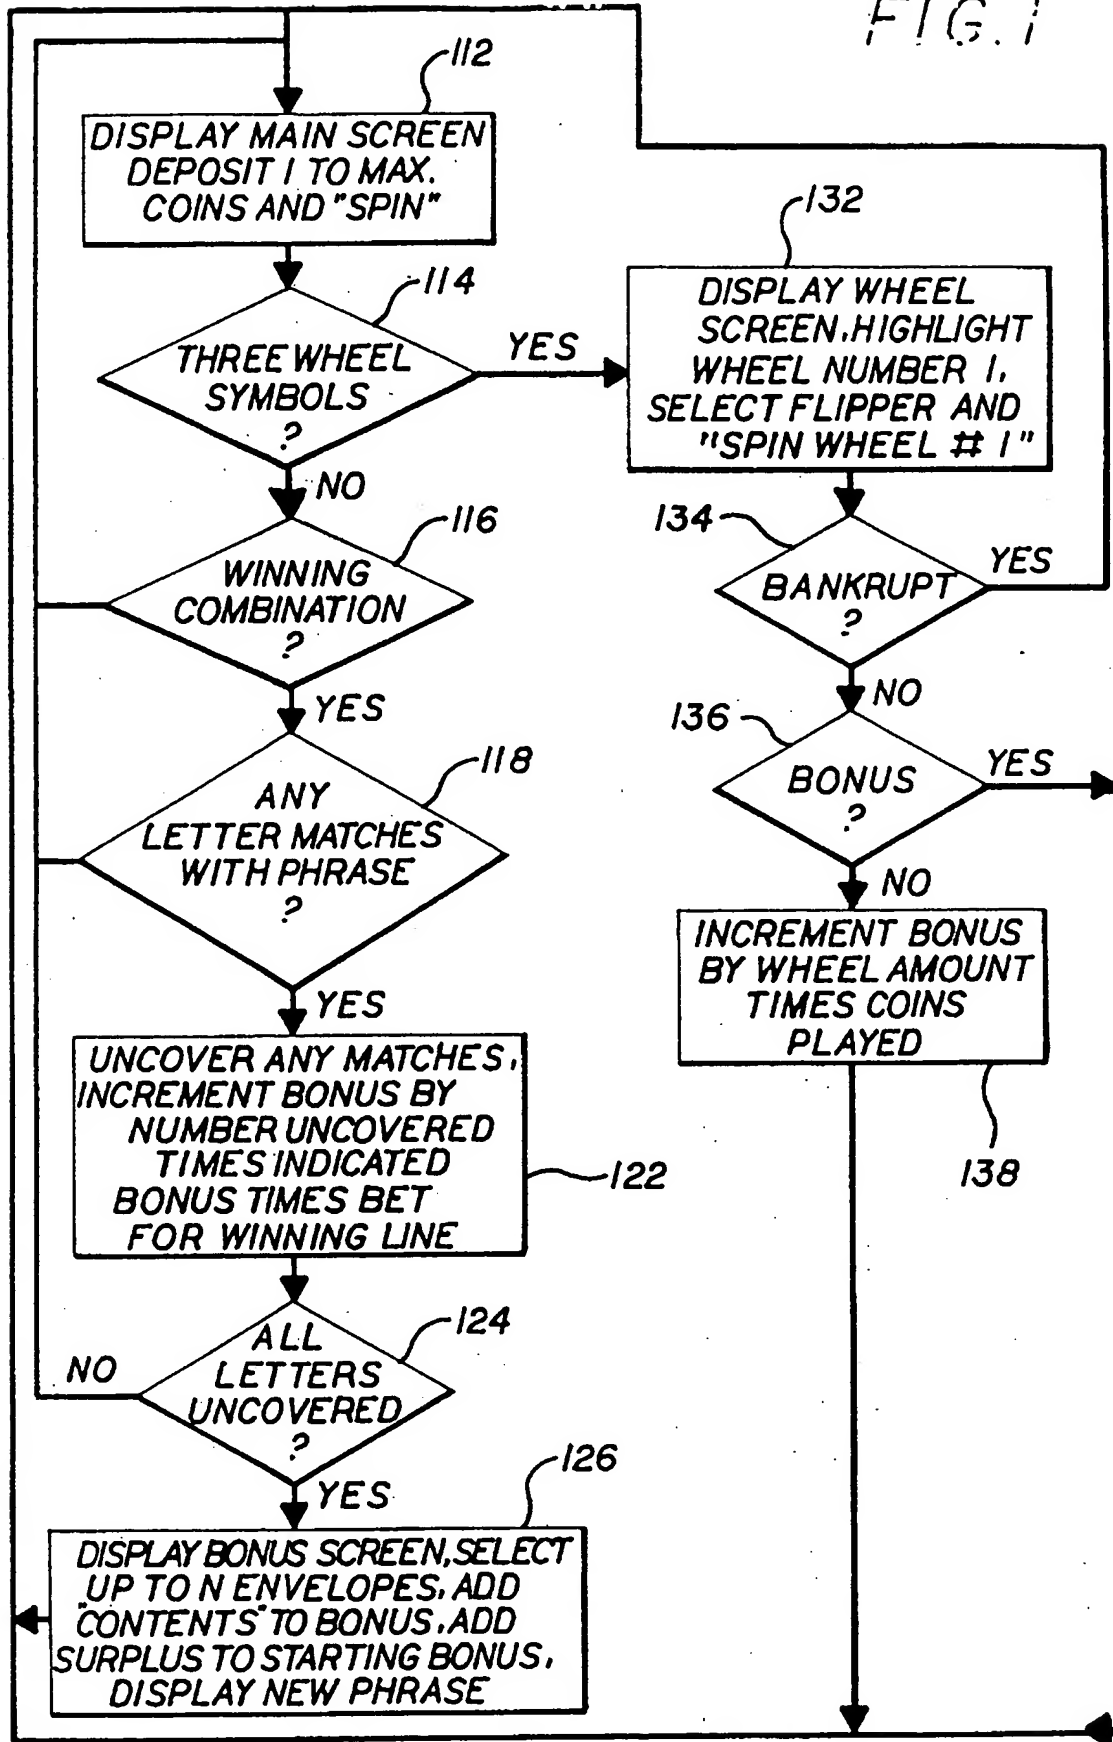 FIG. 1
112
DISPLAY MAIN SCREEN
DEPOSIT 1 TO MAX.
COINS AND "SPIN"
114
THREE WHEEL
SYMBOLS
?
YES
NO
132
DISPLAY WHEEL
SCREEN, HIGHLIGHT
WHEEL NUMBER 1,
SELECT FLIPPER AND
"SPIN WHEEL # 1"
116
WINNING
COMBINATION
?
YES
134
BANKRUPT
?
YES
NO
118
ANY
LETTER MATCHES
WITH PHRASE
?
YES
136
BONUS
?
YES
NO
122
UNCOVER ANY MATCHES,
INCREMENT BONUS BY
NUMBER UNCOVERED
TIMES INDICATED
BONUS TIMES BET
FOR WINNING LINE
138
INCREMENT BONUS
BY WHEEL AMOUNT
TIMES COINS
PLAYED
124
ALL
LETTERS
UNCOVERED
?
NO
YES
126
DISPLAY BONUS SCREEN, SELECT
UP TO N ENVELOPES, ADD
"CONTENTS" TO BONUS, ADD
SURPLUS TO STARTING BONUS,
DISPLAY NEW PHRASE